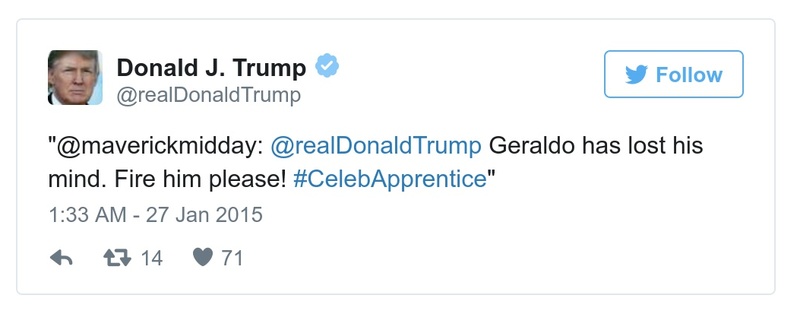 Donald J. Trump
@realDonaldTrump
Follow
"@maverickmidday: @realDonaldTrump Geraldo has lost his
mind. Fire him please! #CelebApprentice"
1:33 AM - 27 Jan 2015
14 71